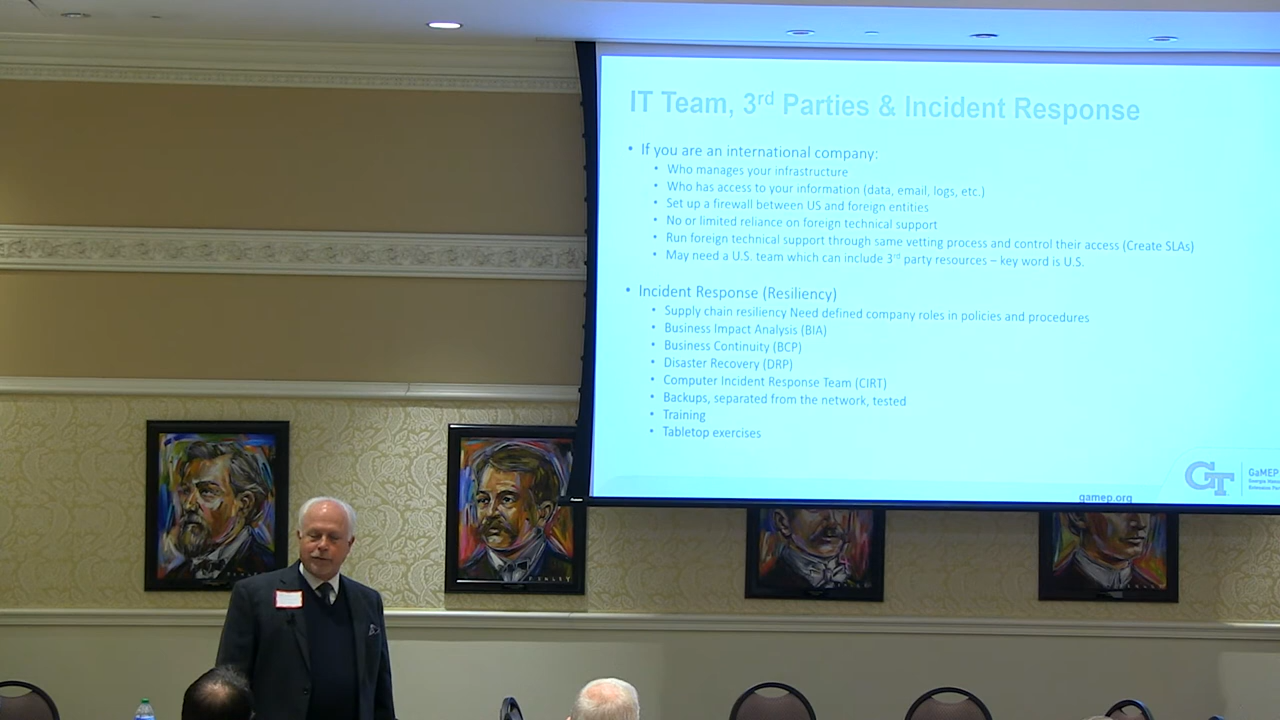 IT Team, 3rd Parties & Incident Response
• If you are an international company:
• Who manages your infrastructure
• Who has access to your information (data, email, logs, etc.)
• Set up a firewall between US and foreign entities
• No or limited reliance on foreign technical support
• Run foreign technical support through same vetting process and control their access (Create SLAs)
• May need a U.S. team which can include 3rd party resources – key word is U.S.
• Incident Response (Resiliency)
• Supply chain resiliency Need defined company roles in policies and procedures
• Business Impact Analysis (BIA)
• Business Continuity (BCP)
• Disaster Recovery (DRP)
• Computer Incident Response Team (CIRT)
• Backups, separated from the network, tested
• Training
• Tabletop exercises
GT
GaMEP
gamep.org